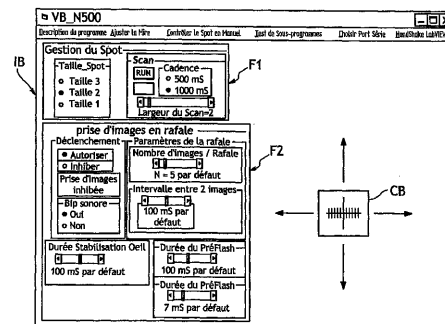 VB_N500
Description du programme Ajuster la Mire Contrôler le Spot en Manuel Test de Sous-programmes Choisir Port Série HandShake LabVIEW
IB
Gestion du Spot
F1
Taille_Spot
Taille 3
Taille 2
Taille 1
Scan
RUN
Cadence
500 mS
1000 mS
Largeur du Scan=2
prise d'images en rafale
F2
Déclenchement
Autoriser
Inhiber
Prise d'images
inhibée
Bip sonore
Oui
Non
Paramètres de la rafale
Nombre d'images / Rafale
N = 5 par défaut
Intervalle entre 2 images
100 mS par
défaut
Durée Stabilisation Oeil
100 mS par défaut
Durée du PréFlash
100 mS par défaut
Durée du PréFlash
7 mS par défaut
CB